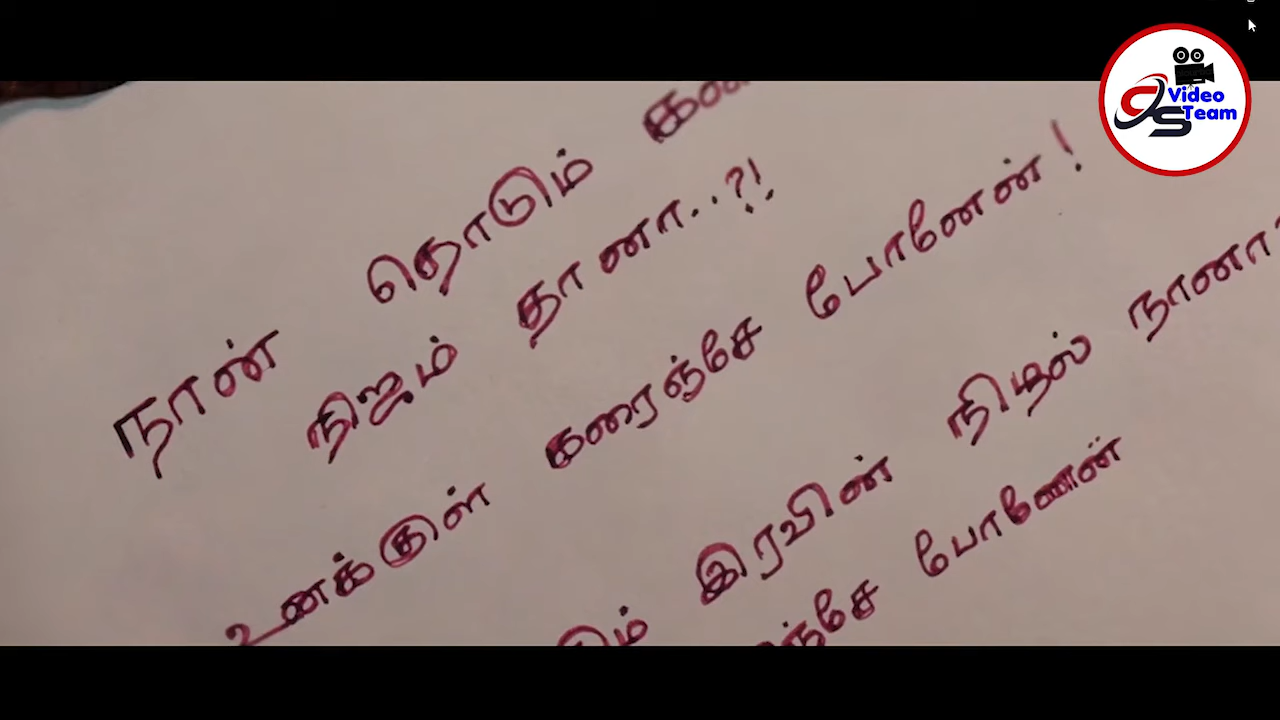 நான் தொடும்
நிஜம் தானா..?!
உனக்குள் கரைஞ்சே போனேன்!
இரவின் நிழல் நானா
போனேன்
Video
Team